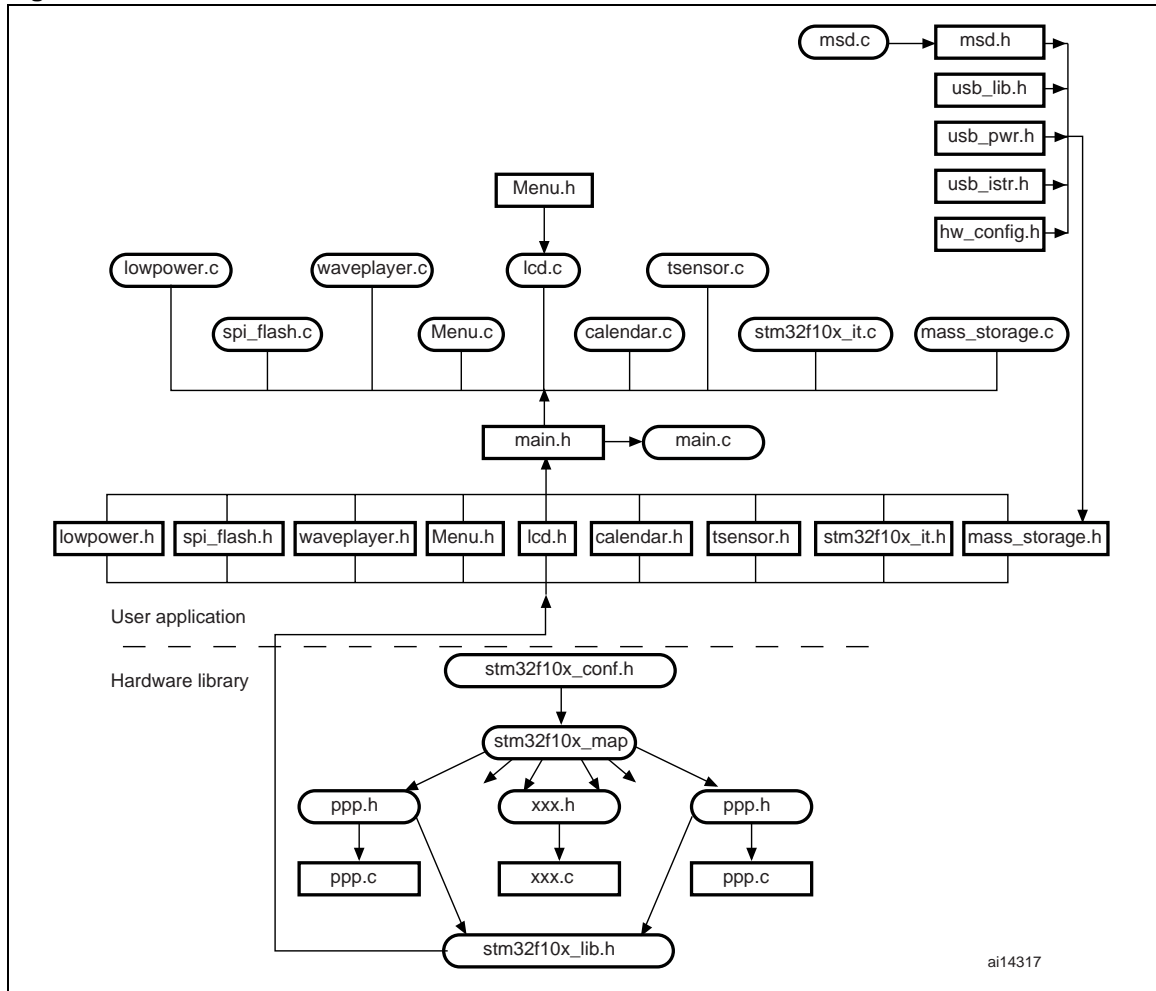 msd.c
msd.h
usb_lib.h
usb_pwr.h
usb_istr.h
hw_config.h
Menu.h
lowpower.c
waveplayer.c
lcd.c
tsensor.c
spi_flash.c
Menu.c
calendar.c
stm32f10x_it.c
mass_storage.c
main.h
main.c
lowpower.h
spi_flash.h
waveplayer.h
Menu.h
lcd.h
calendar.h
tsensor.h
stm32f10x_it.h
mass_storage.h
User application
Hardware library
stm32f10x_conf.h
stm32f10x_map
ppp.h
xxx.h
ppp.h
ppp.c
xxx.c
ppp.c
stm32f10x_lib.h
ai14317